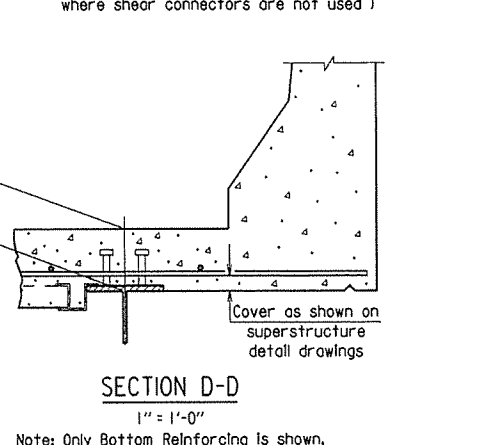 where shear connectors are not used )
Cover as shown on
superstructure
detail drawings
SECTION D-D
1" = 1'-0"
Note: Only Bottom Reinforcing is shown.